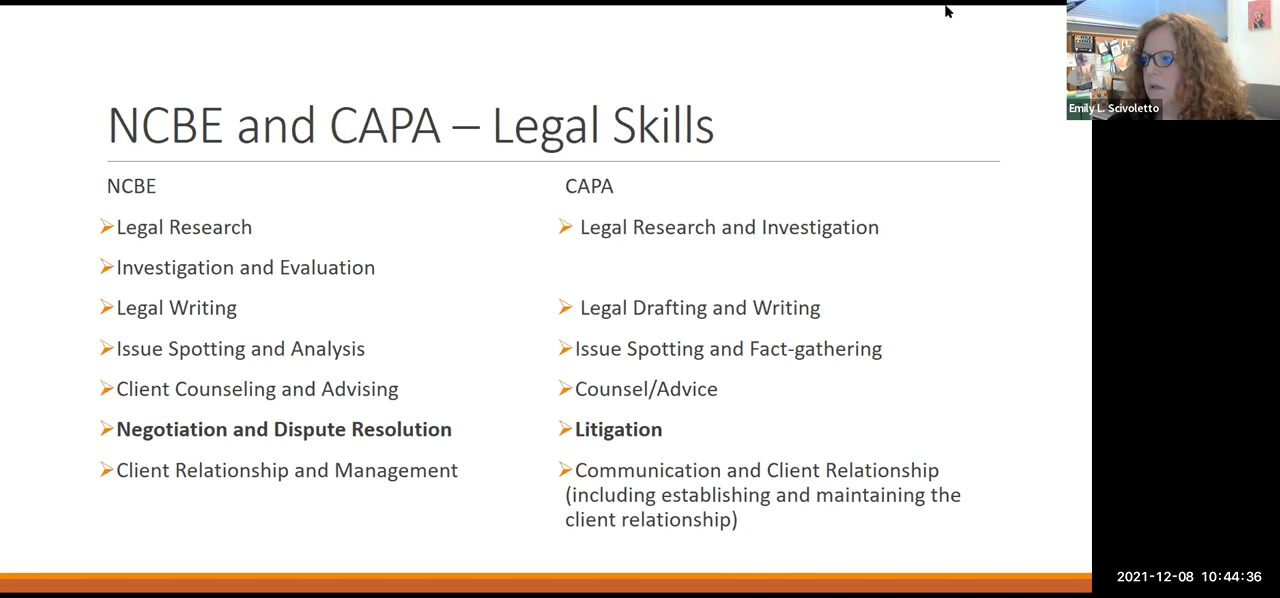 NCBE and CAPA – Legal Skills
NCBE
Legal Research
Investigation and Evaluation
Legal Writing
Issue Spotting and Analysis
Client Counseling and Advising
Negotiation and Dispute Resolution
Client Relationship and Management
CAPA
Legal Research and Investigation
Legal Drafting and Writing
Issue Spotting and Fact-gathering
Counsel/Advice
Litigation
Communication and Client Relationship
(including establishing and maintaining the
client relationship)
Emily L. Scivoletto
2021-12-08 10:44:36